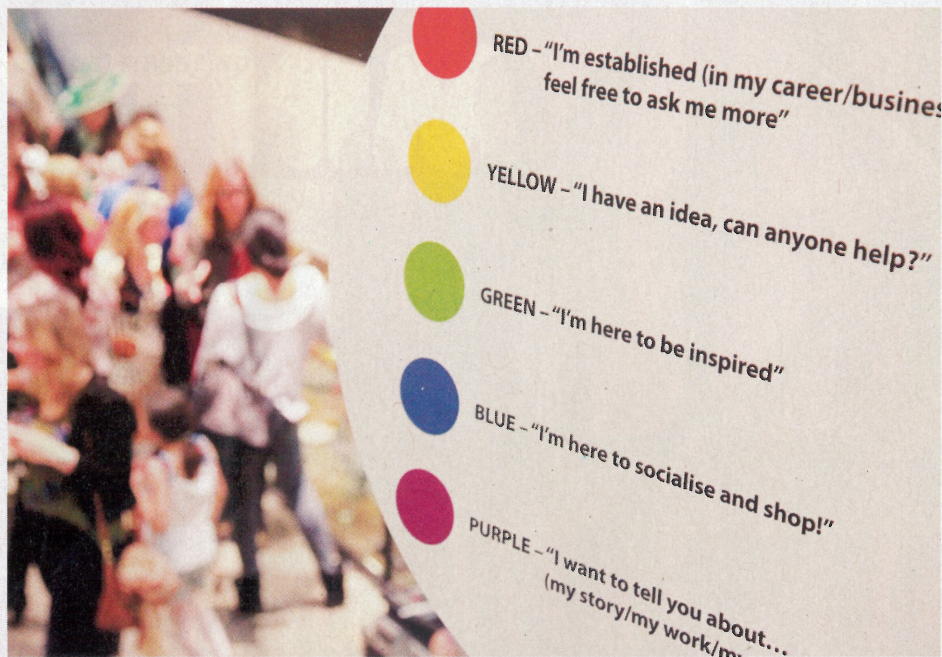 RED – "I'm established (in my career/busines
feel free to ask me more"
YELLOW – "I have an idea, can anyone help?"
GREEN – "I'm here to be inspired"
BLUE – "I'm here to socialise and shop!"
PURPLE – "I want to tell you about...
(my story/my work/my